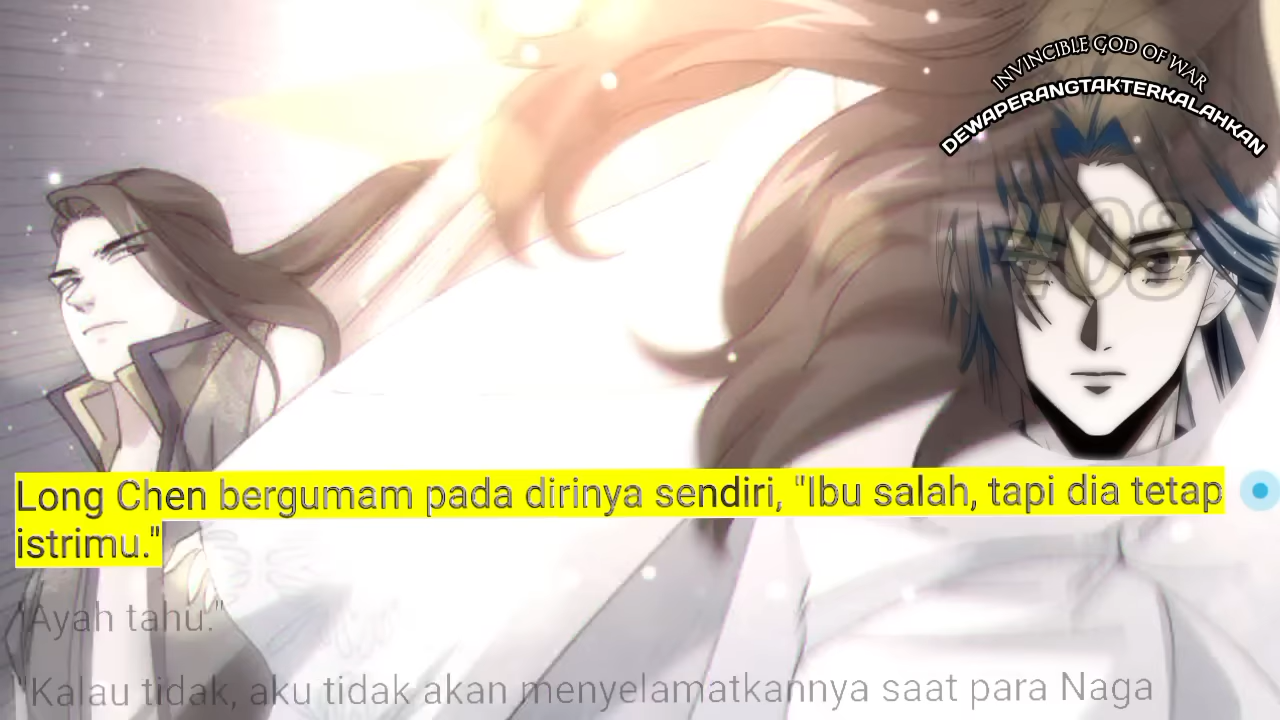 INVINCIBLE GOD OF WAR
DEWAPERANGTAKTERKALAHKAN
408
Long Chen bergumam pada dirinya sendiri, "Ibu salah, tapi dia tetap
istrimu."
"Ayah tahu."
"Kalau tidak, aku tidak akan menyelamatkannya saat para Naga